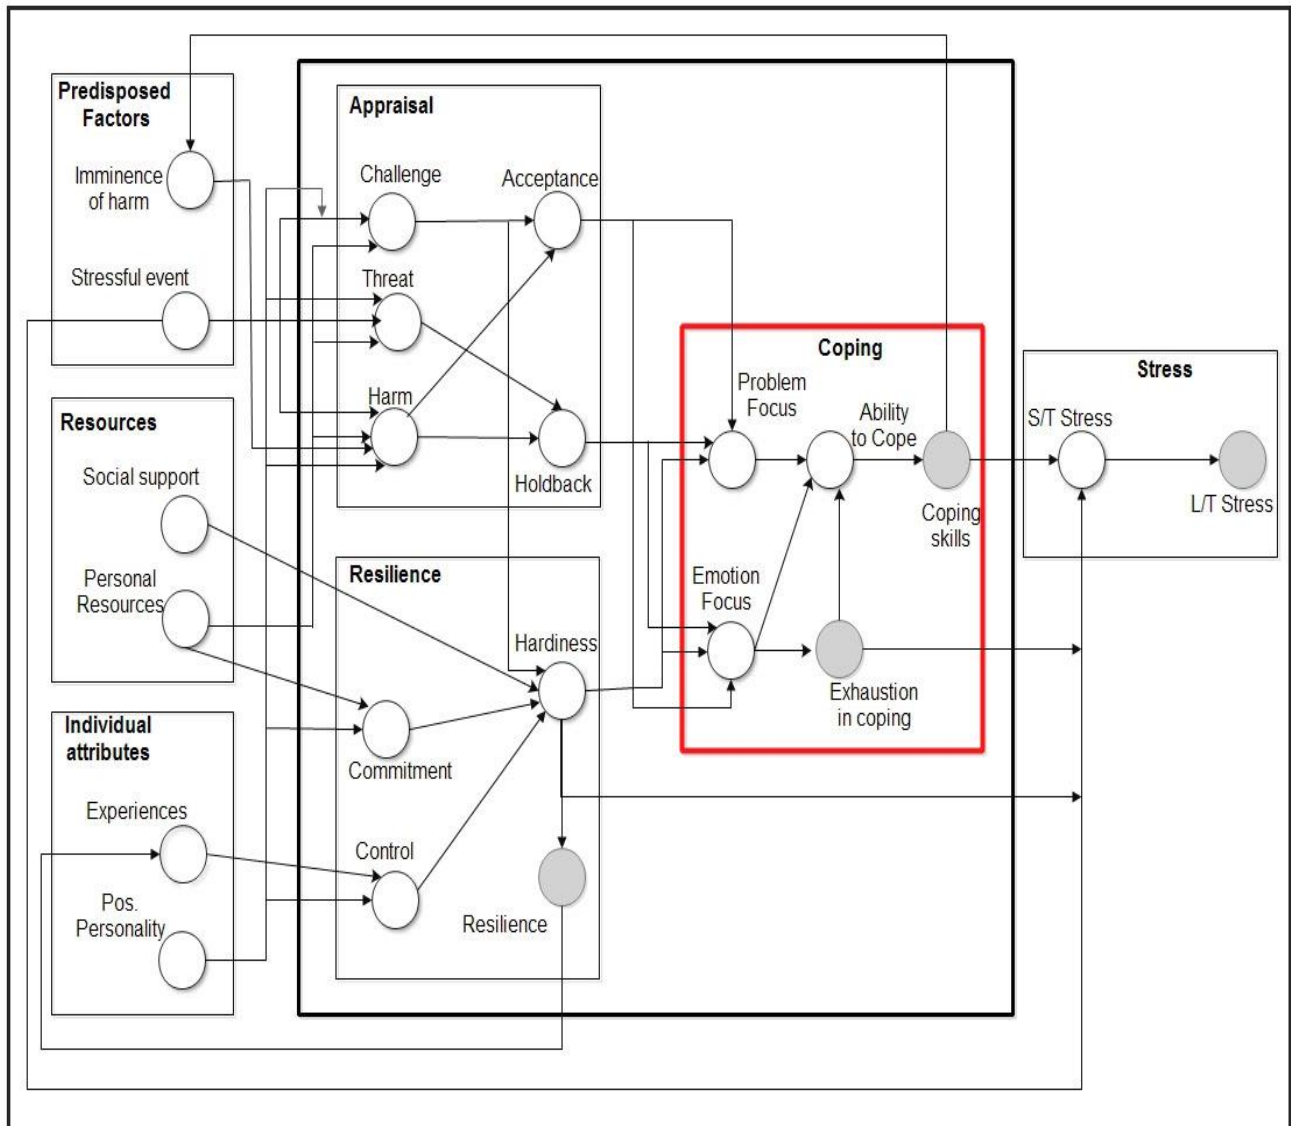 Predisposed
Factors
Imminence
of harm
Stressful event
Resources
Social support
Personal
Resources
Individual
attributes
Experiences
Pos.
Personality
Appraisal
Challenge
Acceptance
Threat
Harm
Holdback
Resilience
Hardiness
Commitment
Control
Resilience
Coping
Problem
Focus
Ability
to Cope
Coping
skills
Emotion
Focus
Exhaustion
in coping
Stress
S/T Stress
L/T Stress